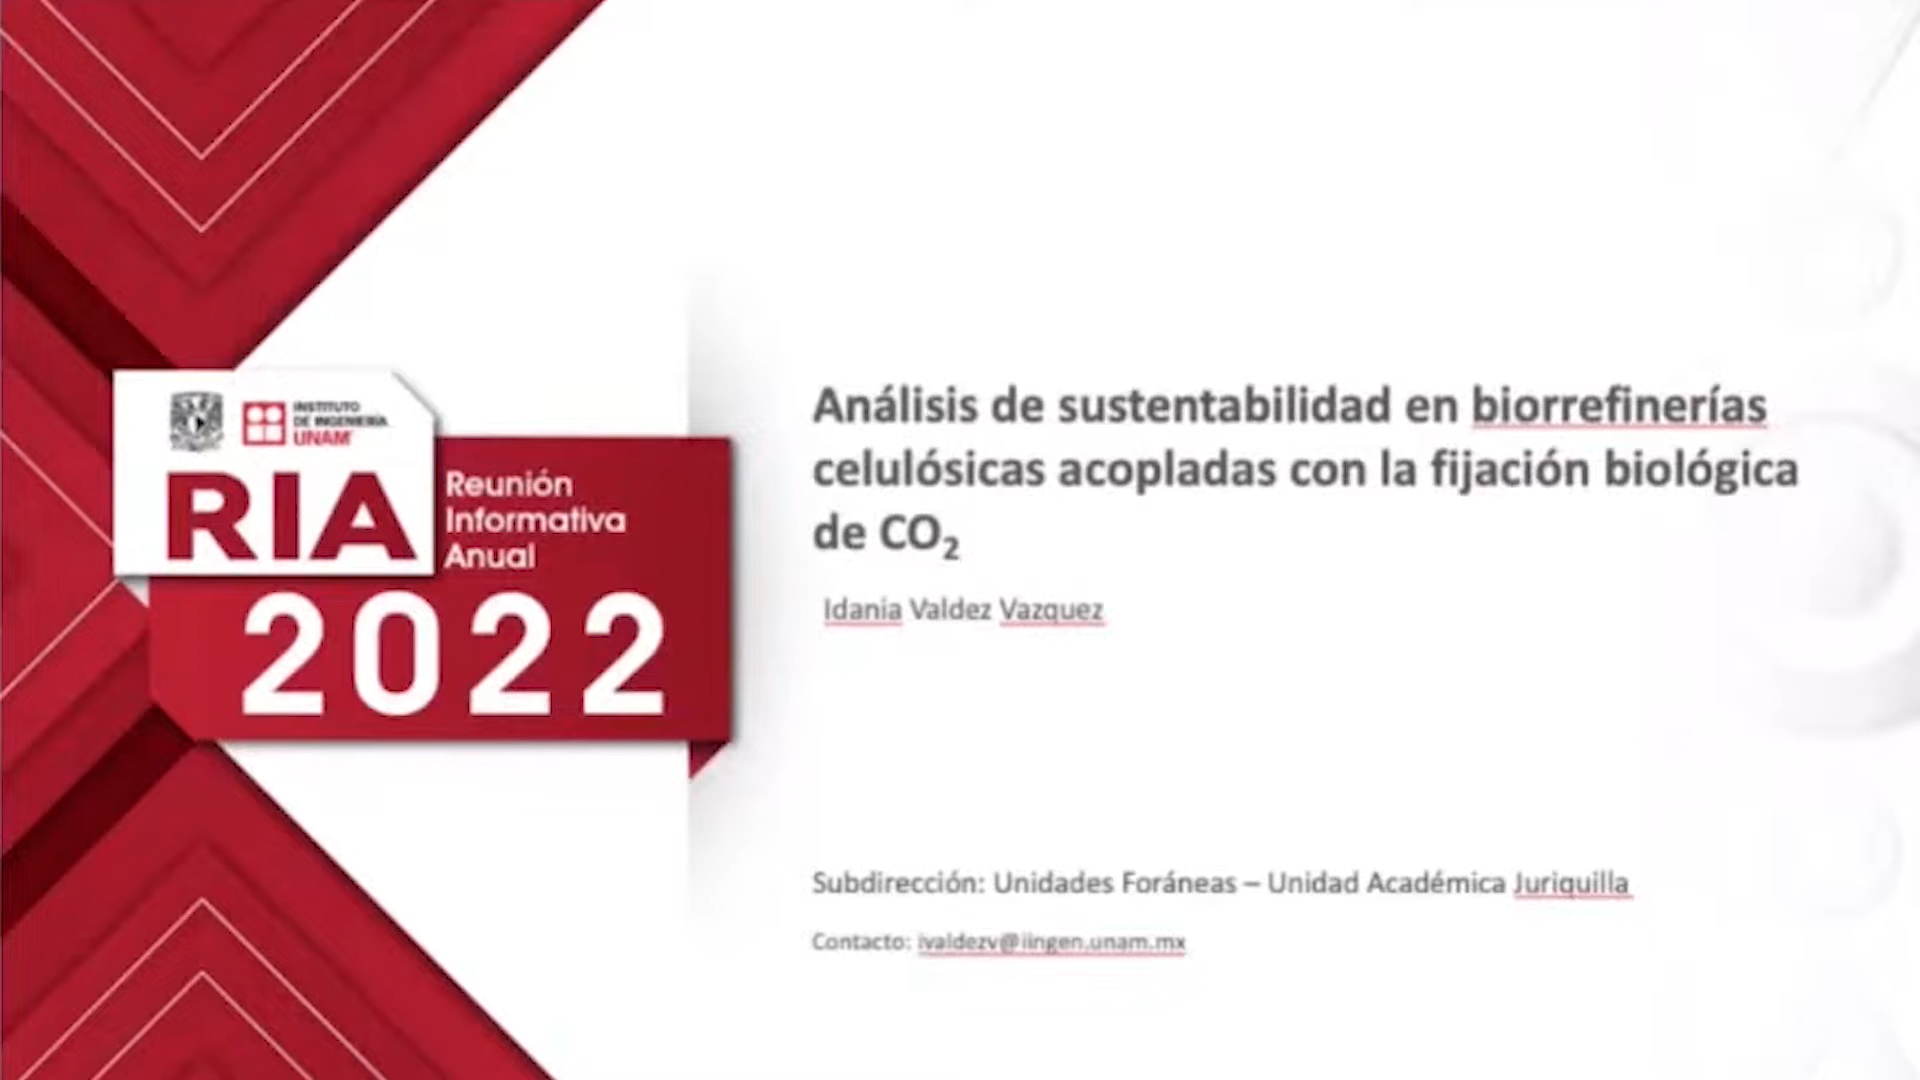 INSTITUTO
DE INGENIERÍA
UNAM
RIA
Reunión
Informativa
Anual
2022
Análisis de sustentabilidad en biorrefinerías
celulósicas acopladas con la fijación biológica
de CO₂
Idania Valdez Vazquez
Subdirección: Unidades Foráneas – Unidad Académica Juriquilla
Contacto: ivaldezv@iingen.unam.mx